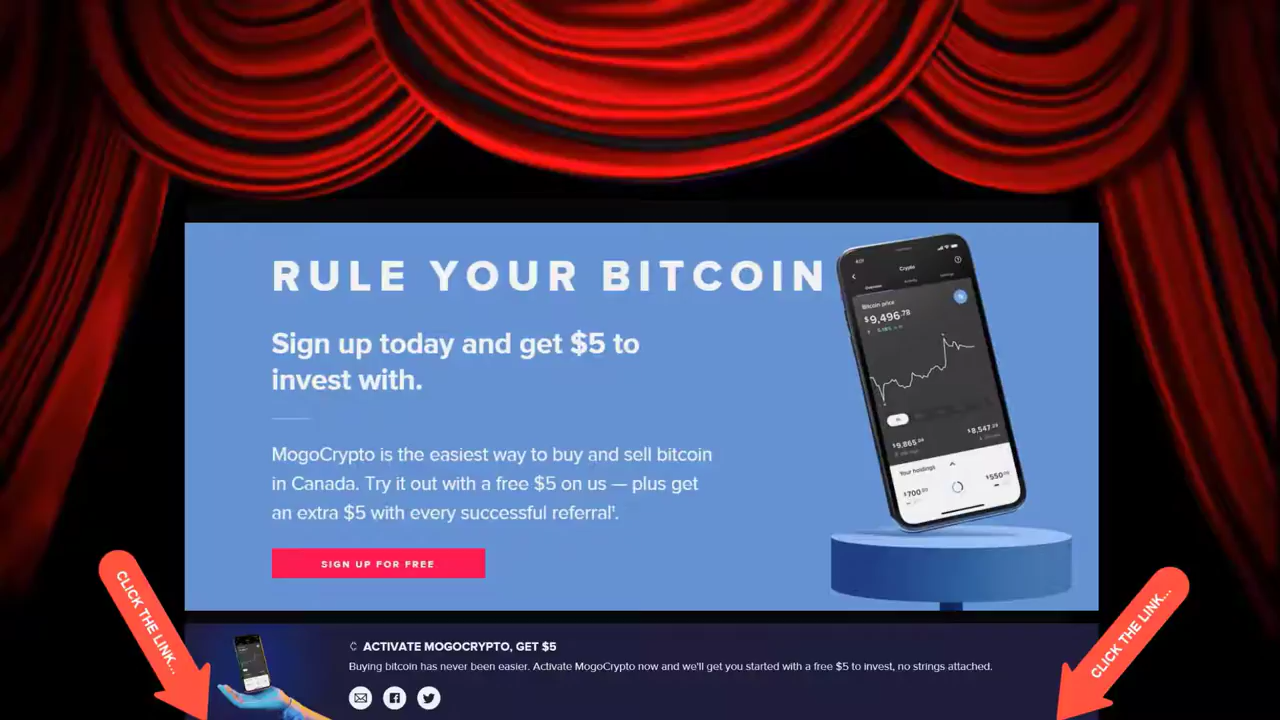 RULE YOUR BITCOIN
Sign up today and get $5 to
invest with.
MogoCrypto is the easiest way to buy and sell bitcoin
in Canada. Try it out with a free $5 on us — plus get
an extra $5 with every successful referral¹.
SIGN UP FOR FREE
Crypto
Bitcoin price
$9,496.78
$9,865
$8,547
Your holdings
$700
$550
CLICK THE LINK...
CLICK THE LINK...
ACTIVATE MOGOCRYPTO, GET $5
Buying bitcoin has never been easier. Activate MogoCrypto now and we'll get you started with a free $5 to invest, no strings attached.